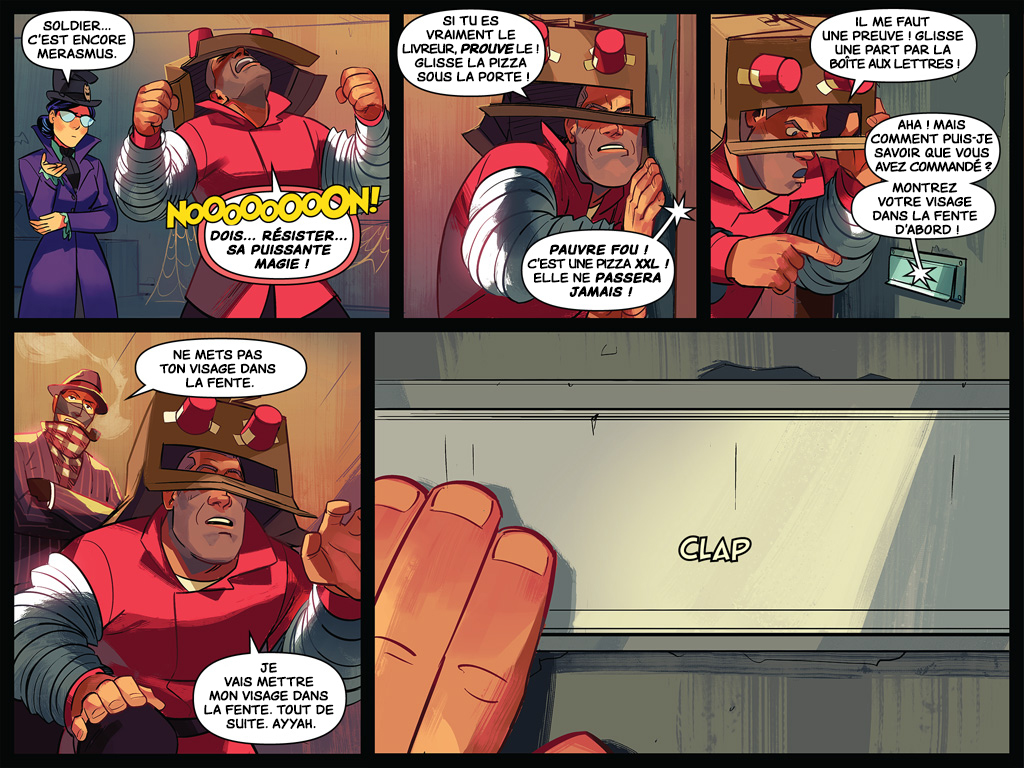 SOLDIER...
C'EST ENCORE
MERASMUS.
NOOOOOOOON!
DOIS... RÉSISTER...
SA PUISSANTE
MAGIE !
SI TU ES
VRAIMENT LE
LIVREUR, PROUVE LE !
GLISSE LA PIZZA
SOUS LA PORTE !
PAUVRE FOU !
C'EST UNE PIZZA XXL !
ELLE NE PASSERA
JAMAIS !
IL ME FAUT
UNE PREUVE ! GLISSE
UNE PART PAR LA
BOÎTE AUX LETTRES !
AHA ! MAIS
COMMENT PUIS-JE
SAVOIR QUE VOUS
AVEZ COMMANDÉ ?
MONTREZ
VOTRE VISAGE
DANS LA FENTE
D'ABORD !
NE METS PAS
TON VISAGE DANS
LA FENTE.
JE
VAIS METTRE
MON VISAGE DANS
LA FENTE. TOUT DE
SUITE. AYYAH.
CLAP